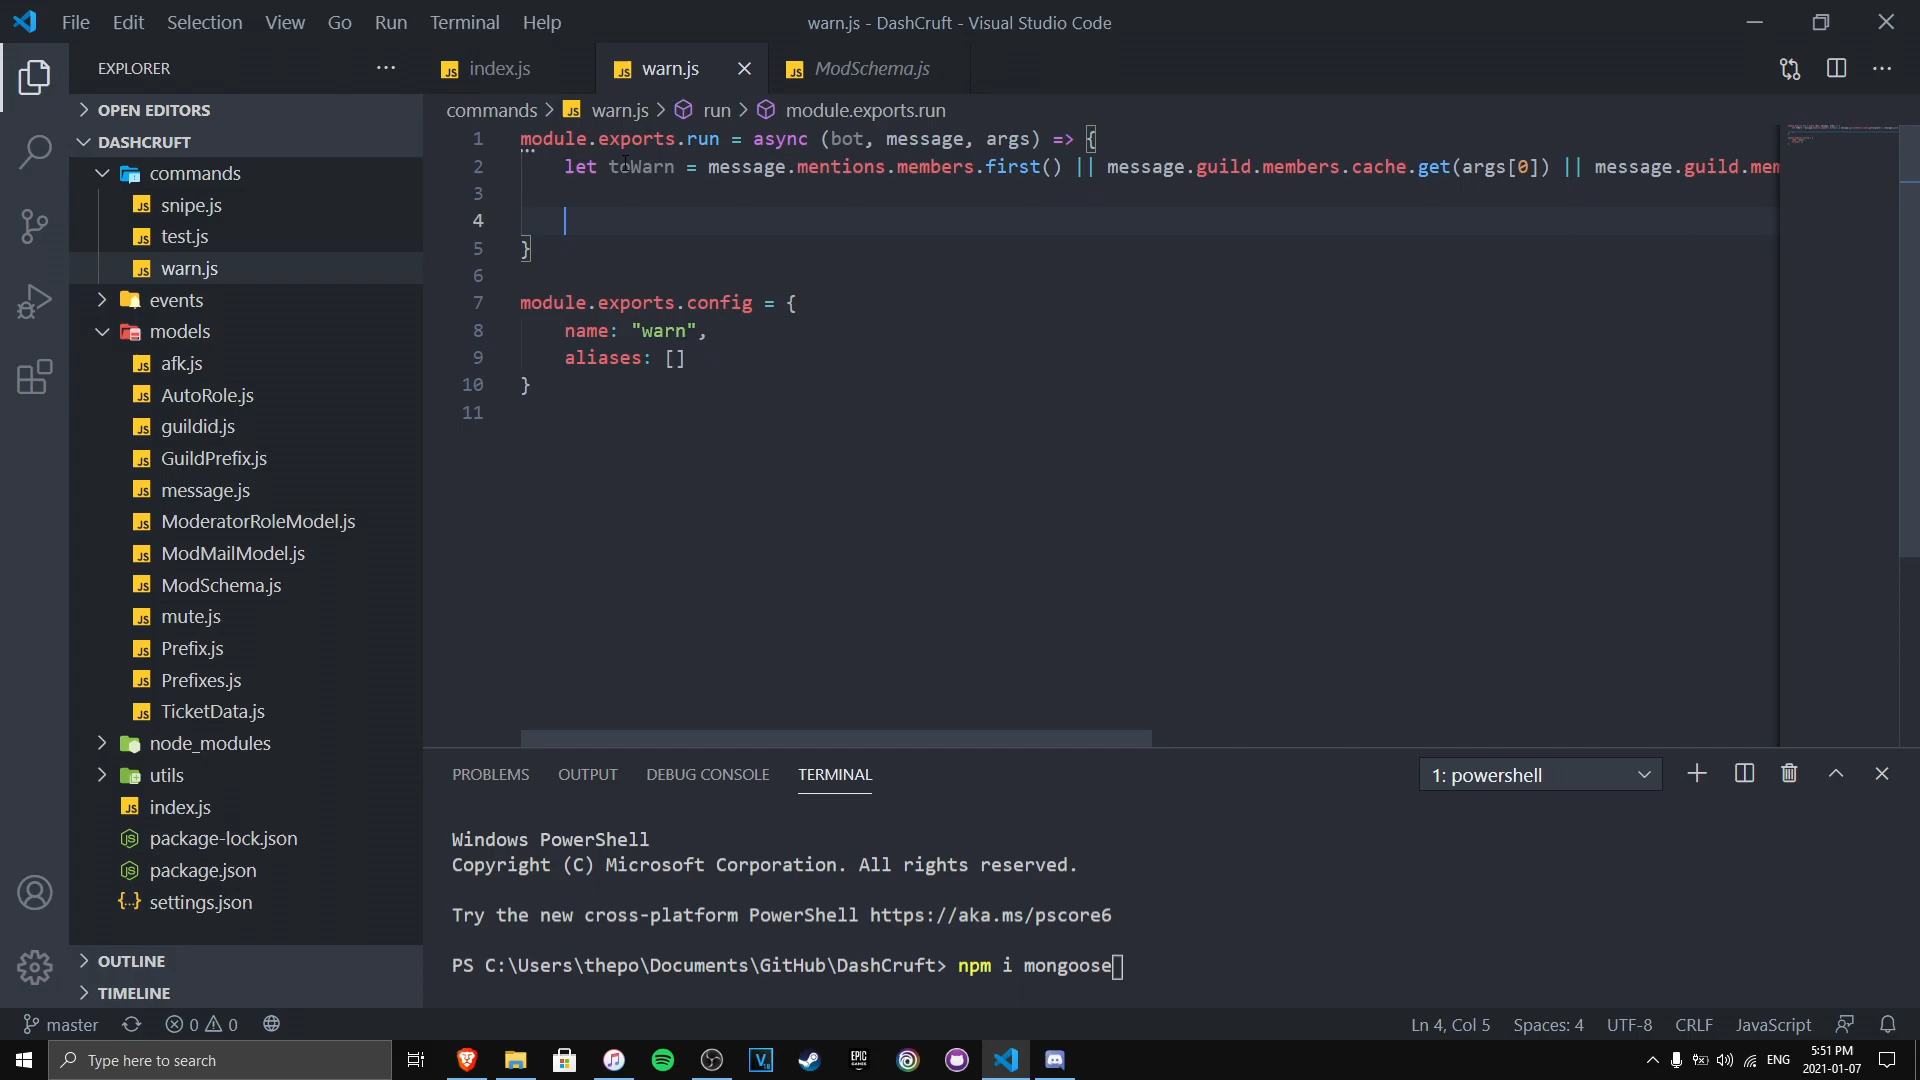 File Edit Selection View Go Run Terminal Help
warn.js - DashCruft - Visual Studio Code
EXPLORER
index.js
warn.js
ModSchema.js
OPEN EDITORS
DASHCRUFT
commands
snipe.js
test.js
warn.js
events
models
afk.js
AutoRole.js
guildid.js
GuildPrefix.js
message.js
ModeratorRoleModel.js
ModMailModel.js
ModSchema.js
mute.js
Prefix.js
Prefixes.js
TicketData.js
node_modules
utils
index.js
package-lock.json
package.json
settings.json
OUTLINE
TIMELINE
commands > warn.js > run > module.exports.run
1 module.exports.run = async (bot, message, args) => {
2 let toWarn = message.mentions.members.first() || message.guild.members.cache.get(args[0]) || message.guild.mem
3
4
5 }
6
7 module.exports.config = {
8 name: "warn",
9 aliases: []
10 }
11
PROBLEMS OUTPUT DEBUG CONSOLE TERMINAL
1: powershell
Windows PowerShell
Copyright (C) Microsoft Corporation. All rights reserved.
Try the new cross-platform PowerShell https://aka.ms/pscore6
PS C:\Users\thepo\Documents\GitHub\DashCruft> npm i mongoose
master
0
0
Ln 4, Col 5
Spaces: 4
UTF-8
CRLF
JavaScript
Type here to search
ENG
5:51 PM
2021-01-07